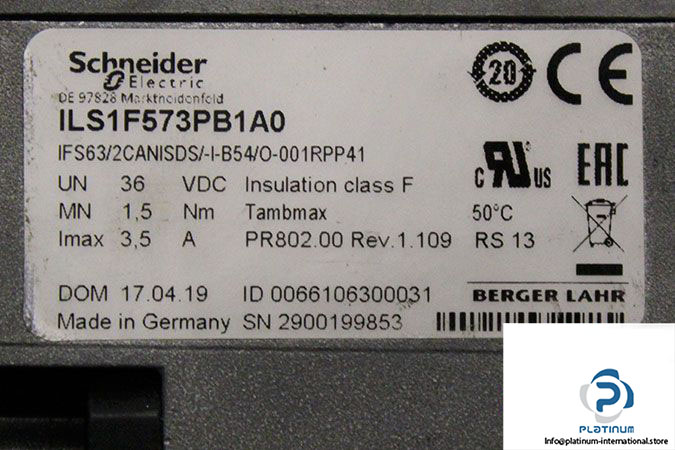 Schneider
Electric
DE 97828 Marktheidenfeld
20
CE
ILS1F573PB1A0
IFS63/2CANISDS/-I-B54/O-001RPP41
c RU US
EAC
UN 36 VDC Insulation class F
MN 1,5 Nm Tambmax 50°C
Imax 3,5 A PR802.00 Rev.1.109 RS 13
DOM 17.04.19 ID 0066106300031
BERGER LAHR
Made in Germany SN 2900199853
PLATINUM
Info@platinum-international.store